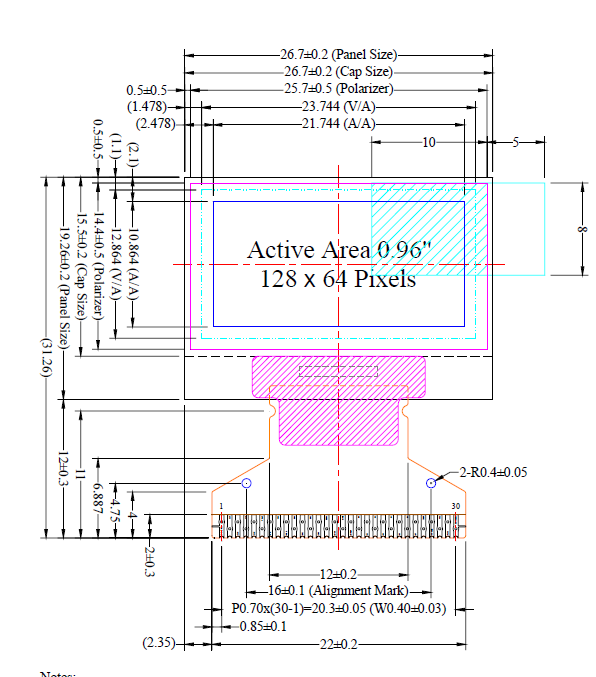 26.7±0.2 (Panel Size)
26.7±0.2 (Cap Size)
0.5±0.5
25.7±0.5 (Polarizer)
(1.478)
23.744 (V/A)
(2.478)
21.744 (A/A)
10
5
0.5±0.5
(1.1)
(2.1)
8
(31.26)
19.26±0.2 (Panel Size)
15.5±0.2 (Cap Size)
14.4±0.5 (Polarizer)
12.864 (V/A)
10.864 (A/A)
Active Area 0.96"
128 x 64 Pixels
12±0.3
11
6.887
4.75
4
2±0.3
2-R0.4±0.05
1
30
12±0.2
16±0.1 (Alignment Mark)
P0.70x(30-1)=20.3±0.05 (W0.40±0.03)
0.85±0.1
(2.35)
22±0.2
Notes: